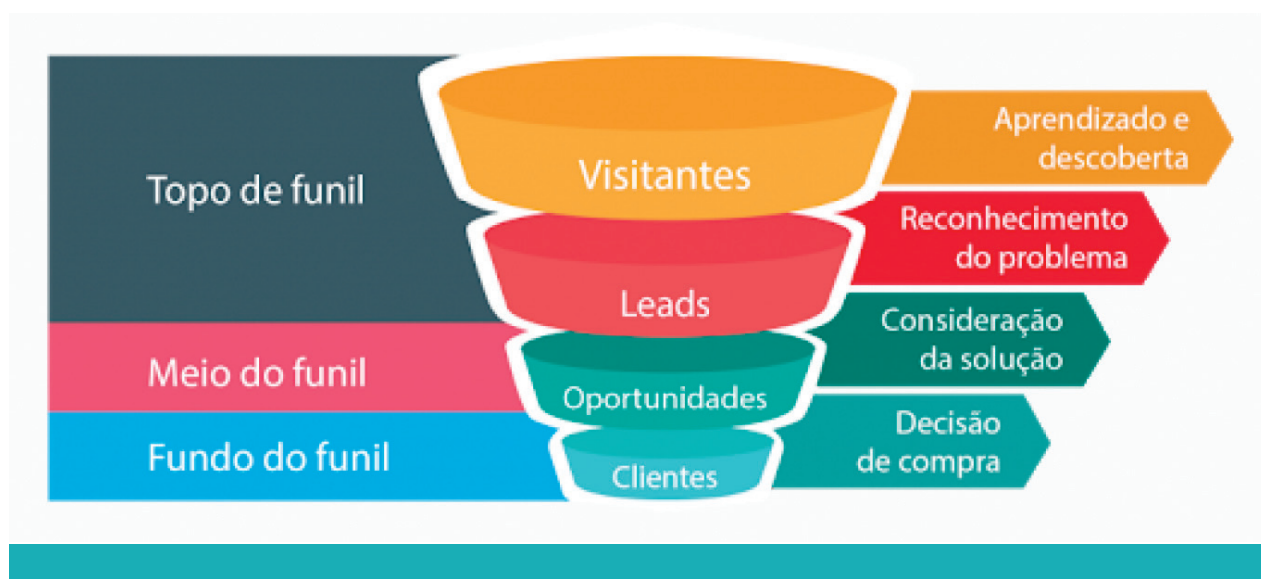 Topo de funil
Meio do funil
Fundo do funil
Visitantes
Leads
Oportunidades
Clientes
Aprendizado e
descoberta
Reconhecimento
do problema
Consideração
da solução
Decisão
de compra